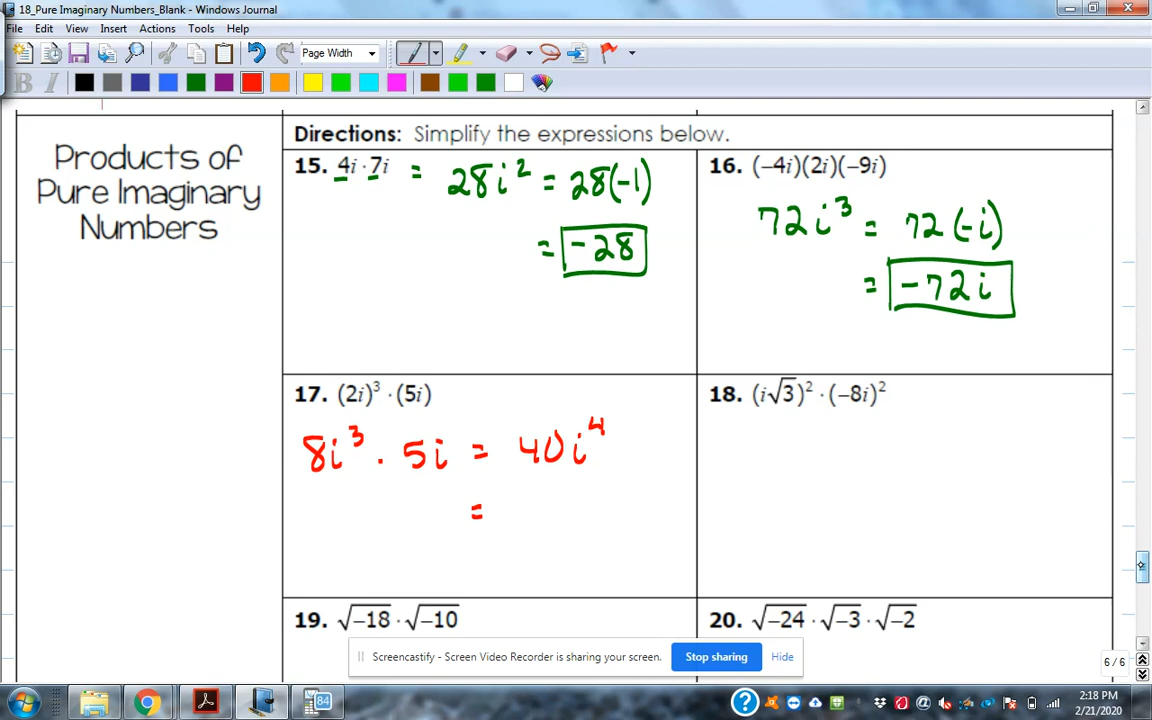 18_Pure Imaginary Numbers_Blank - Windows Journal
File Edit View Insert Actions Tools Help
Page Width
B I
Products of
Pure Imaginary
Numbers
Directions: Simplify the expressions below.
15. 4i · 7i = 28i² = 28(-1)
= -28
16. (−4i)(2i)(−9i)
72i³ = 72(-i)
= -72i
17. (2i)³ · (5i)
8i³ · 5i = 40i⁴
=
18. (i√3)² · (−8i)²
19. √−18 · √−10
20. √−24 · √−3 · √−2
Screencastify - Screen Video Recorder is sharing your screen. Stop sharing Hide
6 / 6
84
2:18 PM
2/21/2020